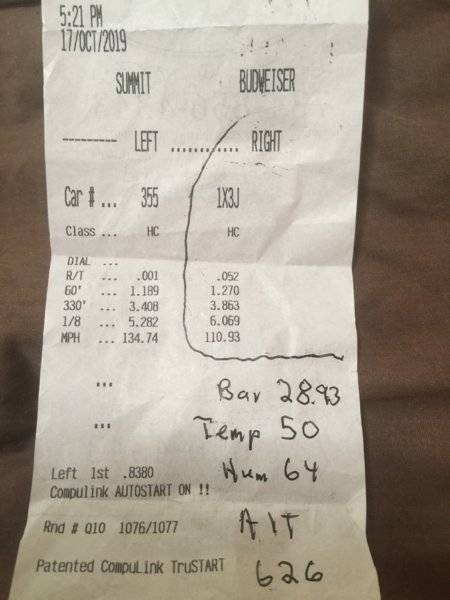 5:21 PM
17/OCT/2019
SUMMIT BUDWEISER
--------- LEFT ............ RIGHT
Car # ... 355 1X3J
Class ... HC HC
DIAL ...
R/T ... .001 .052
60' ... 1.189 1.270
330' ... 3.408 3.863
1/8 ... 5.282 6.069
MPH ... 134.74 110.93
...
Bar 28.93
...
Temp 50
Left 1st .8380 Hum 64
Compulink AUTOSTART ON !!
Rnd # Q10 1076/1077 AIT
Patented CompuLink TruSTART 626